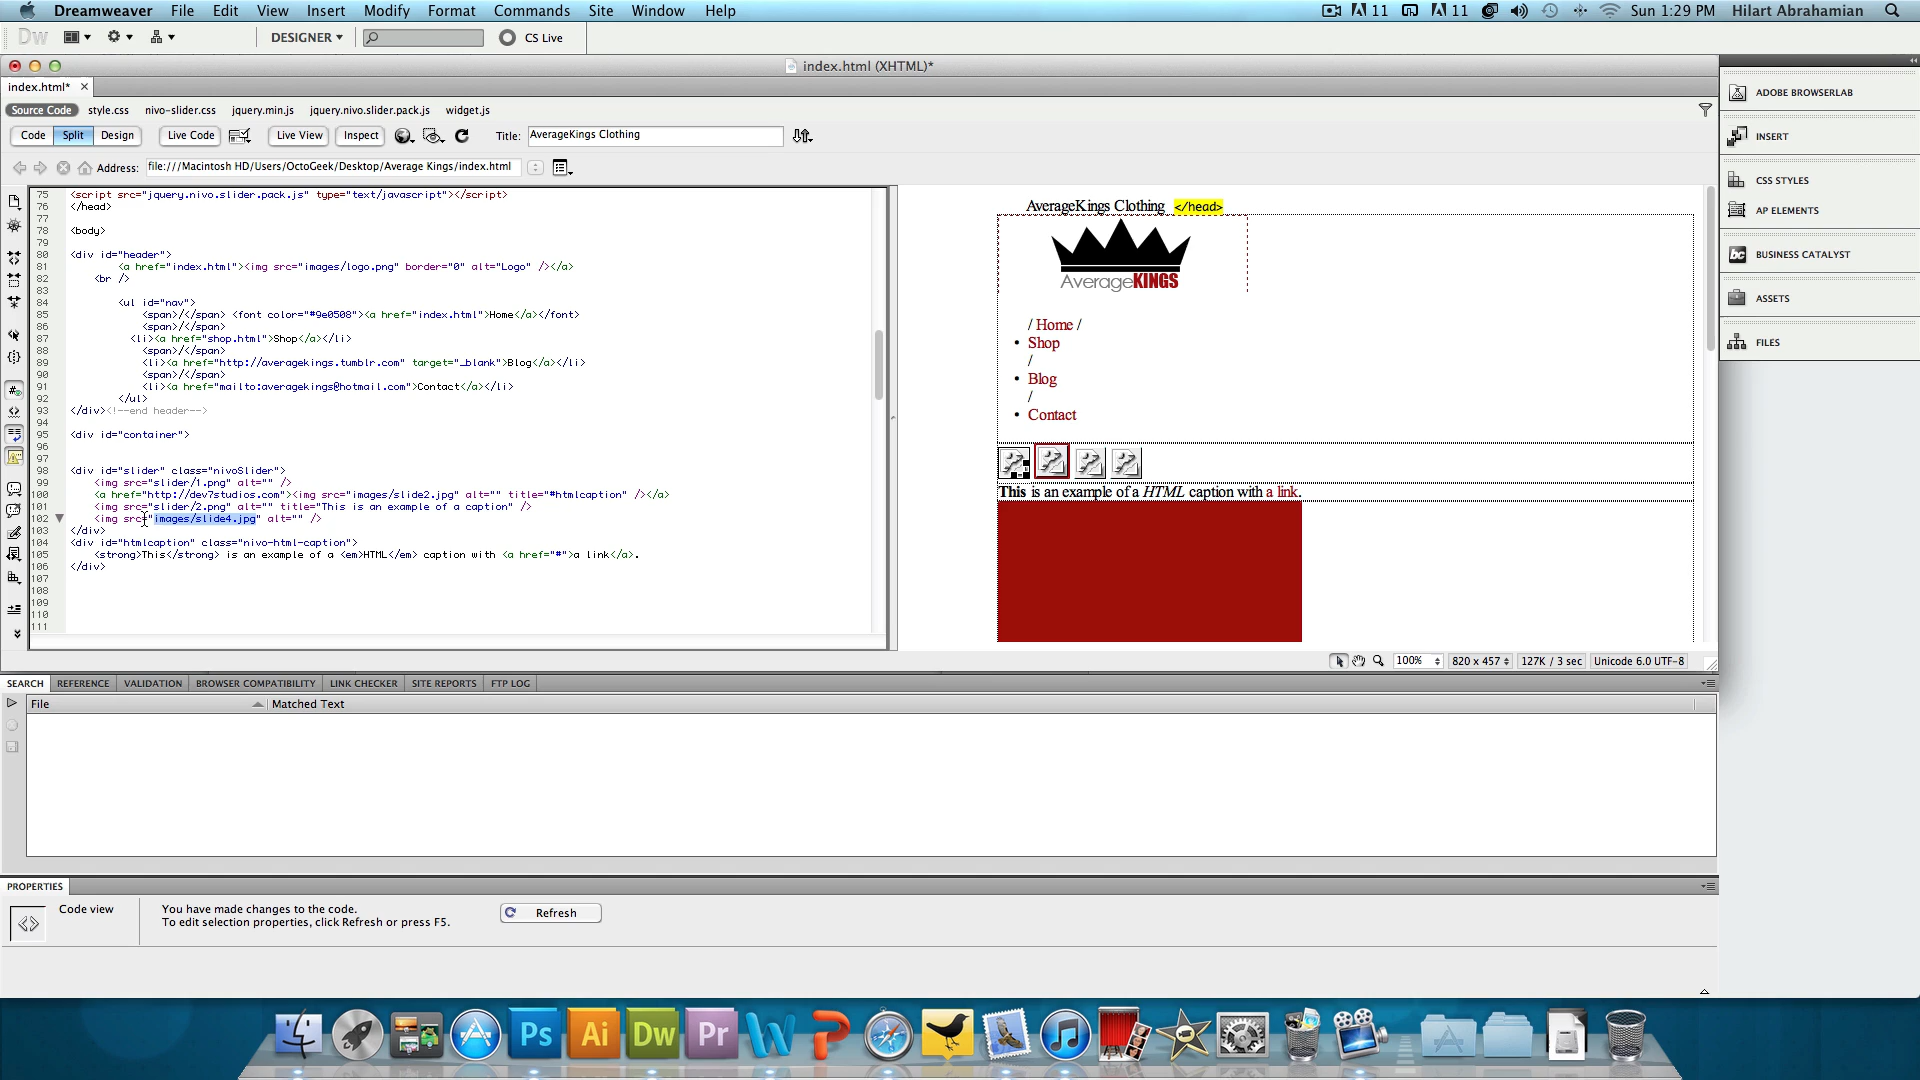 Dreamweaver File Edit View Insert Modify Format Commands Site Window Help 11 11 Sun 1:29 PM Hilart Abrahamian
Dw DESIGNER CS Live
index.html (XHTML)*
index.html*
Source Code style.css nivo-slider.css jquery.min.js jquery.nivo.slider.pack.js widget.js
Code Split Design Live Code Live View Inspect Title: AverageKings Clothing
Address: file:///Macintosh HD/Users/OctoGeek/Desktop/Average Kings/index.html
75 <script src="jquery.nivo.slider.pack.js" type="text/javascript"></script>
76 </head>
77
78 <body>
79
80 <div id="header">
81 <a href="index.html"><img src="images/logo.png" border="0" alt="Logo" /></a>
82 <br />
83
84 <ul id="nav">
85 <span>/</span> <font color="#9e0508"><a href="index.html">Home</a></font>
86 <span>/</span>
87 <li><a href="shop.html">Shop</a></li>
88 <span>/</span>
89 <li><a href="http://averagekings.tumblr.com" target="_blank">Blog</a></li>
90 <span>/</span>
91 <li><a href="mailto:averagekings@hotmail.com">Contact</a></li>
92 </ul>
93 </div><!--end header-->
94
95 <div id="container">
96
97
98 <div id="slider" class="nivoSlider">
99 <img src="slider/1.png" alt="" />
100 <a href="http://dev7studios.com"><img src="images/slide2.jpg" alt="" title="#htmlcaption" /></a>
101 <img src="slider/2.png" alt="" title="This is an example of a caption" />
102 <img src="images/slide4.jpg" alt="" />
103 </div>
104 <div id="htmlcaption" class="nivo-html-caption">
105 <strong>This</strong> is an example of a <em>HTML</em> caption with <a href="#">a link</a>.
106 </div>
107
108
109
110
111
AverageKings Clothing </head>
AverageKINGS
/ Home /
• Shop
/
• Blog
/
• Contact
This is an example of a HTML caption with a link.
100% 820 x 457 127K / 3 sec Unicode 6.0 UTF-8
ADOBE BROWSERLAB
INSERT
CSS STYLES
AP ELEMENTS
bc BUSINESS CATALYST
ASSETS
FILES
SEARCH REFERENCE VALIDATION BROWSER COMPATIBILITY LINK CHECKER SITE REPORTS FTP LOG
File Matched Text
PROPERTIES
Code view You have made changes to the code. Refresh
To edit selection properties, click Refresh or press F5.
Ps Ai Dw Pr